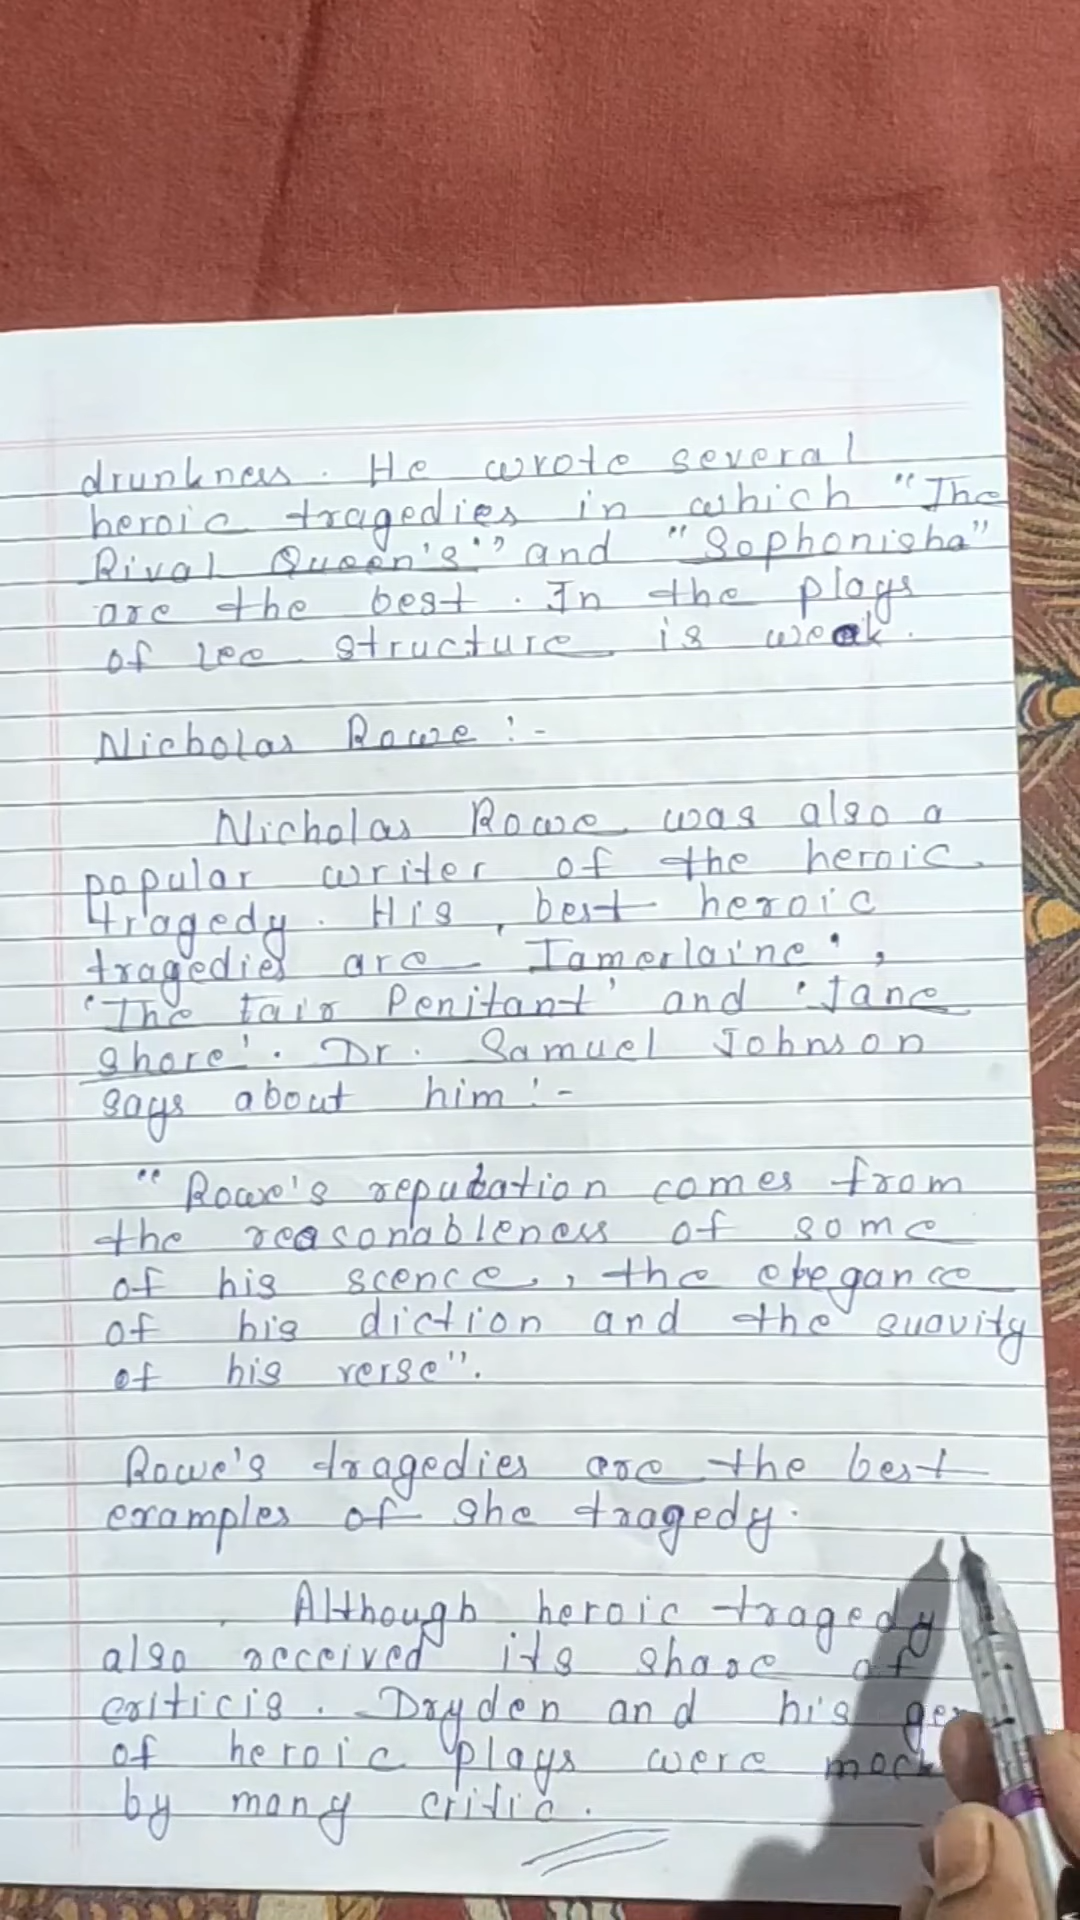 drunkness. He wrote several
heroic tragedies in which "The
Rival Queen's" and "Sophonisba"
are the best. In the plays
of Lee structure is weak.
Nicholas Rowe :-
Nicholas Rowe was also a
popular writer of the heroic
tragedy. His best heroic
tragedies are 'Tamerlaine',
'The fair Penitant' and 'Jane
Shore'. Dr. Samuel Johnson
says about him :-
"Rowe's reputation comes from
the reasonableness of some
of his scence, the elegance
of his diction and the suavity
of his verse".
Rowe's tragedies are the best
examples of she tragedy.
Although heroic tragedy
also received its share of
criticis. Dryden and his
of heroic plays were
by many critic.